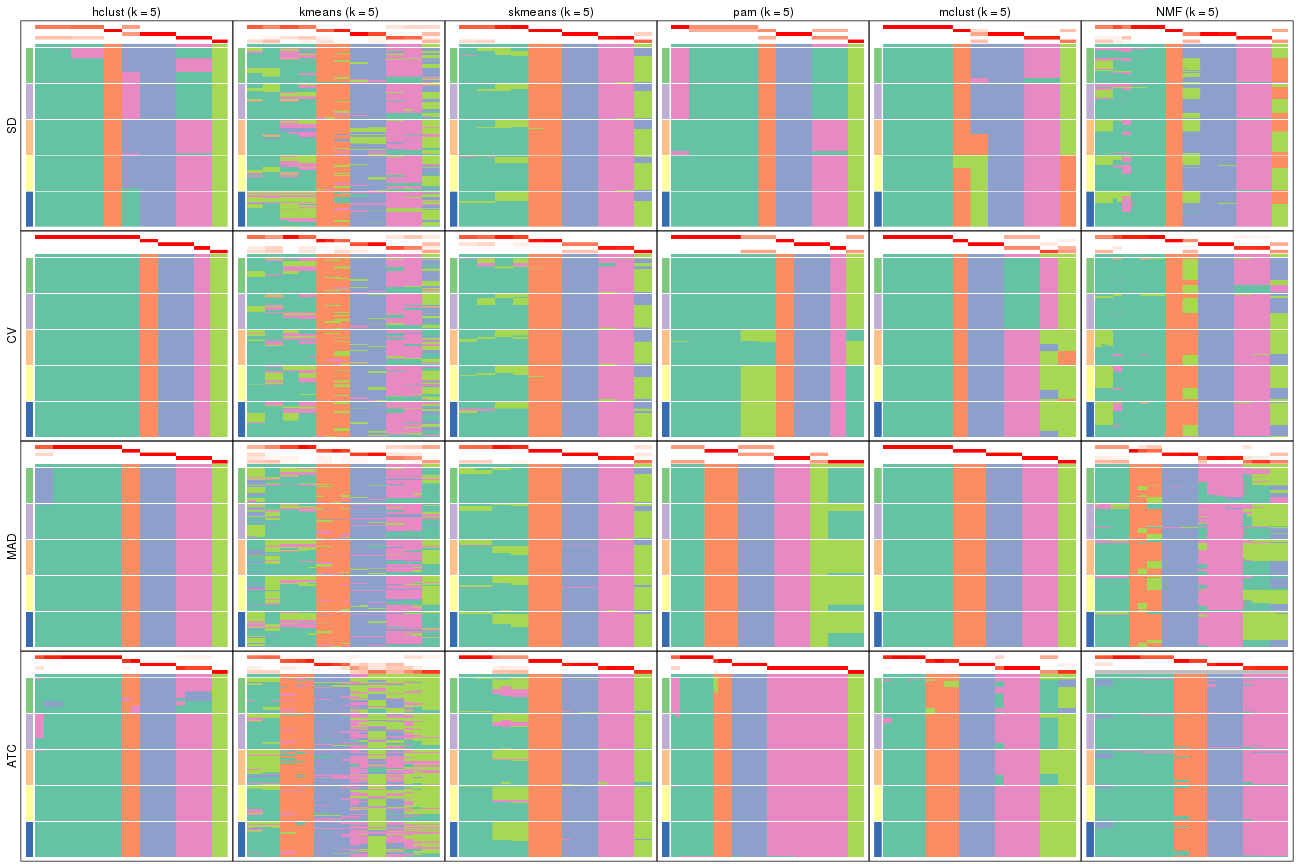 hclust (k = 5) kmeans (k = 5) skmeans (k = 5) pam (k = 5) mclust (k = 5) NMF (k = 5)
SD
CV
MAD
ATC